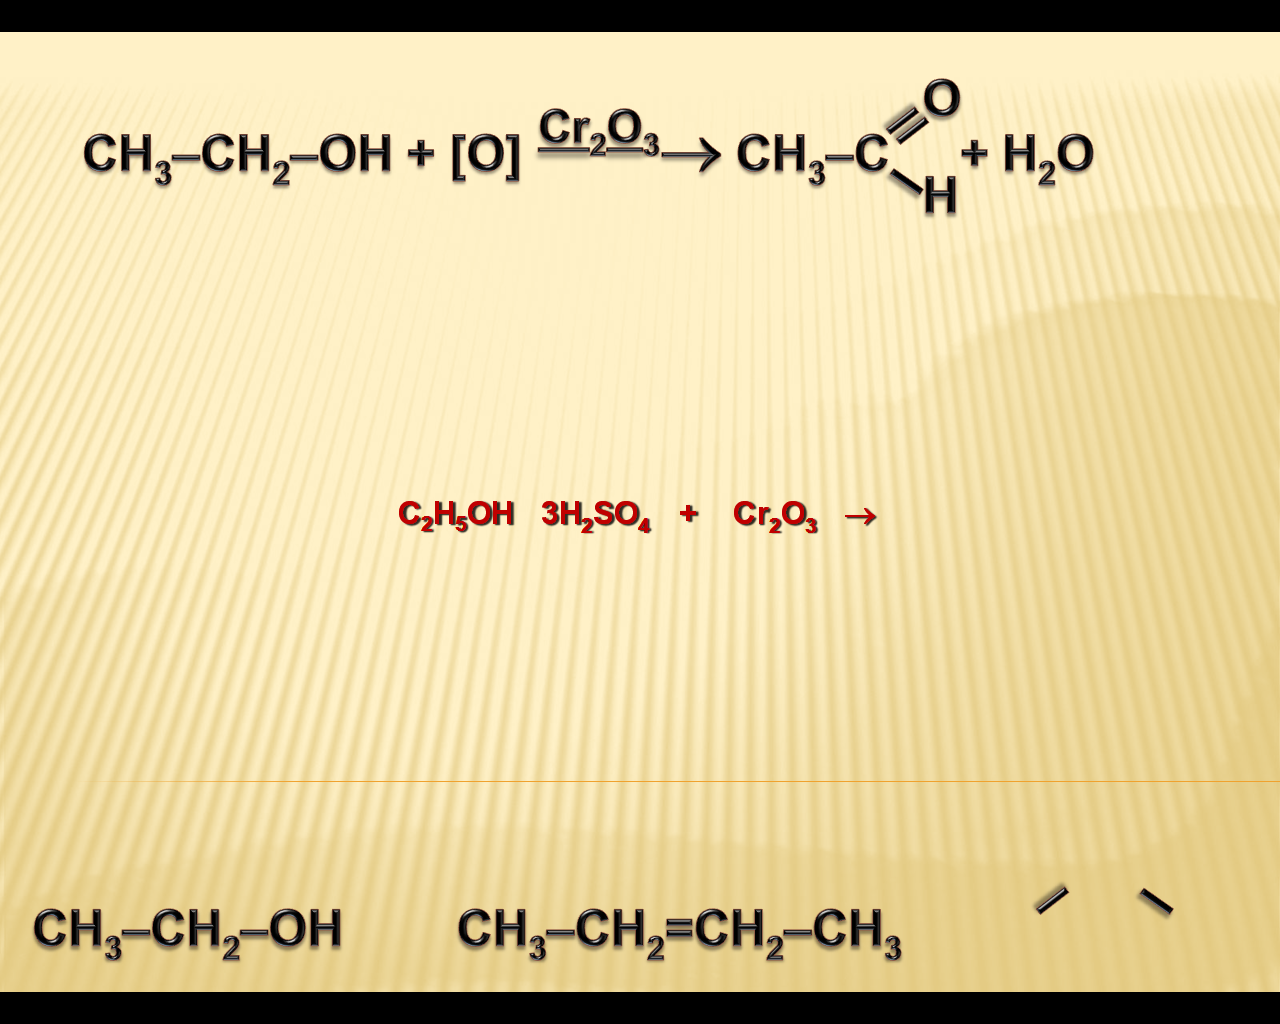 CH₃–CH₂–OH + [O] Cr₂O₃→ CH₃–C + H₂O
O
H
C₂H₅OH 3H₂SO₄ + Cr₂O₃ →
CH₃–CH₂–OH CH₃–CH₂=CH₂–CH₃